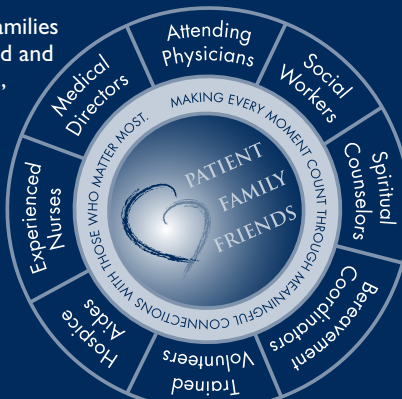 amilies
d and
,
Attending
Physicians
Social
Workers
Spiritual
Counselors
Bereavement
Coordinators
Trained
Volunteers
Hospice
Aides
Experienced
Nurses
Medical
Directors
MAKING EVERY MOMENT COUNT THROUGH MEANINGFUL CONNECTIONS WITH THOSE WHO MATTER MOST.
PATIENT
FAMILY
FRIENDS